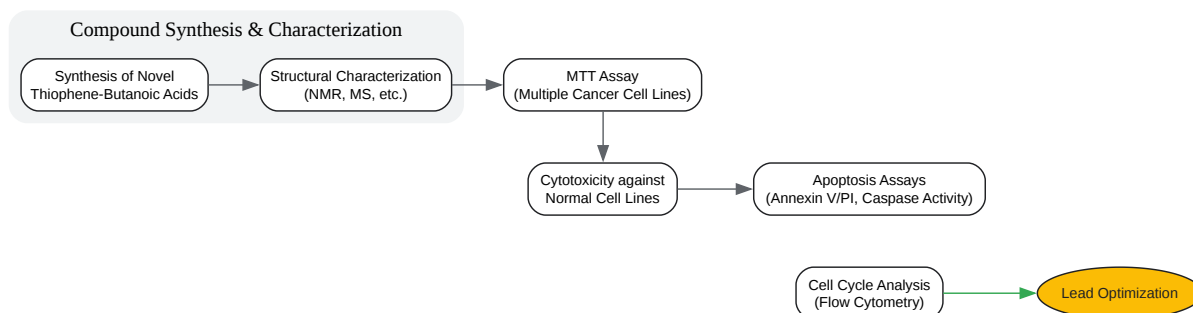 Compound Synthesis & Characterization
Synthesis of Novel
Thiophene-Butanoic Acids
Structural Characterization
(NMR, MS, etc.)
MTT Assay
(Multiple Cancer Cell Lines)
Cytotoxicity against
Normal Cell Lines
Apoptosis Assays
(Annexin V/PI, Caspase Activity)
Cell Cycle Analysis
(Flow Cytometry)
Lead Optimization